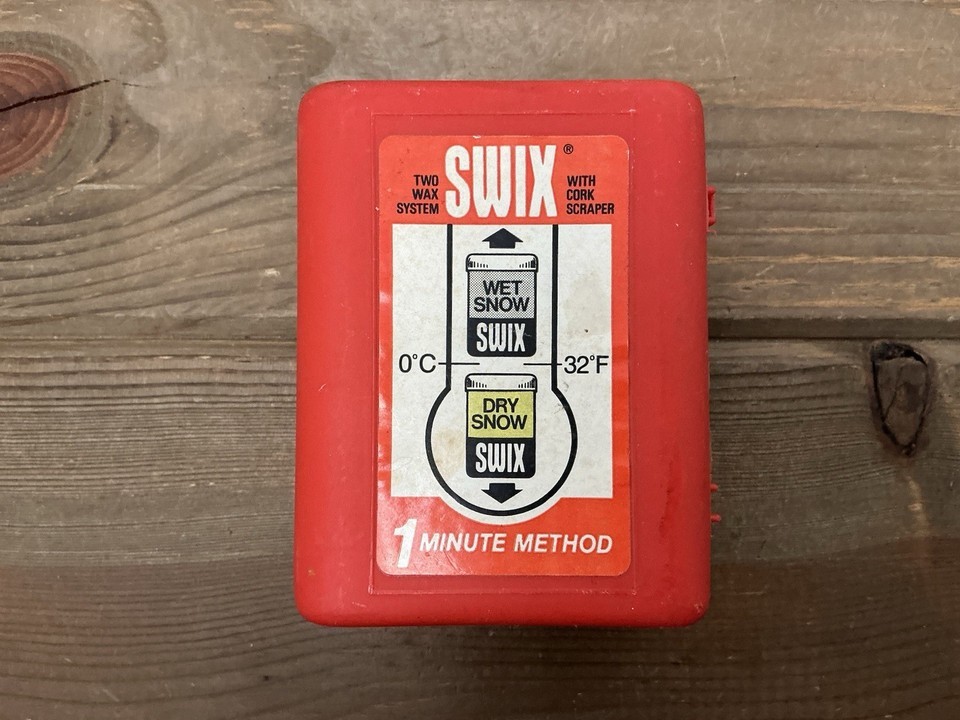 SWIX®
TWO
WAX
SYSTEM
WITH
CORK
SCRAPER
WET
SNOW
SWIX
0°C
32°F
DRY
SNOW
SWIX
1 MINUTE METHOD